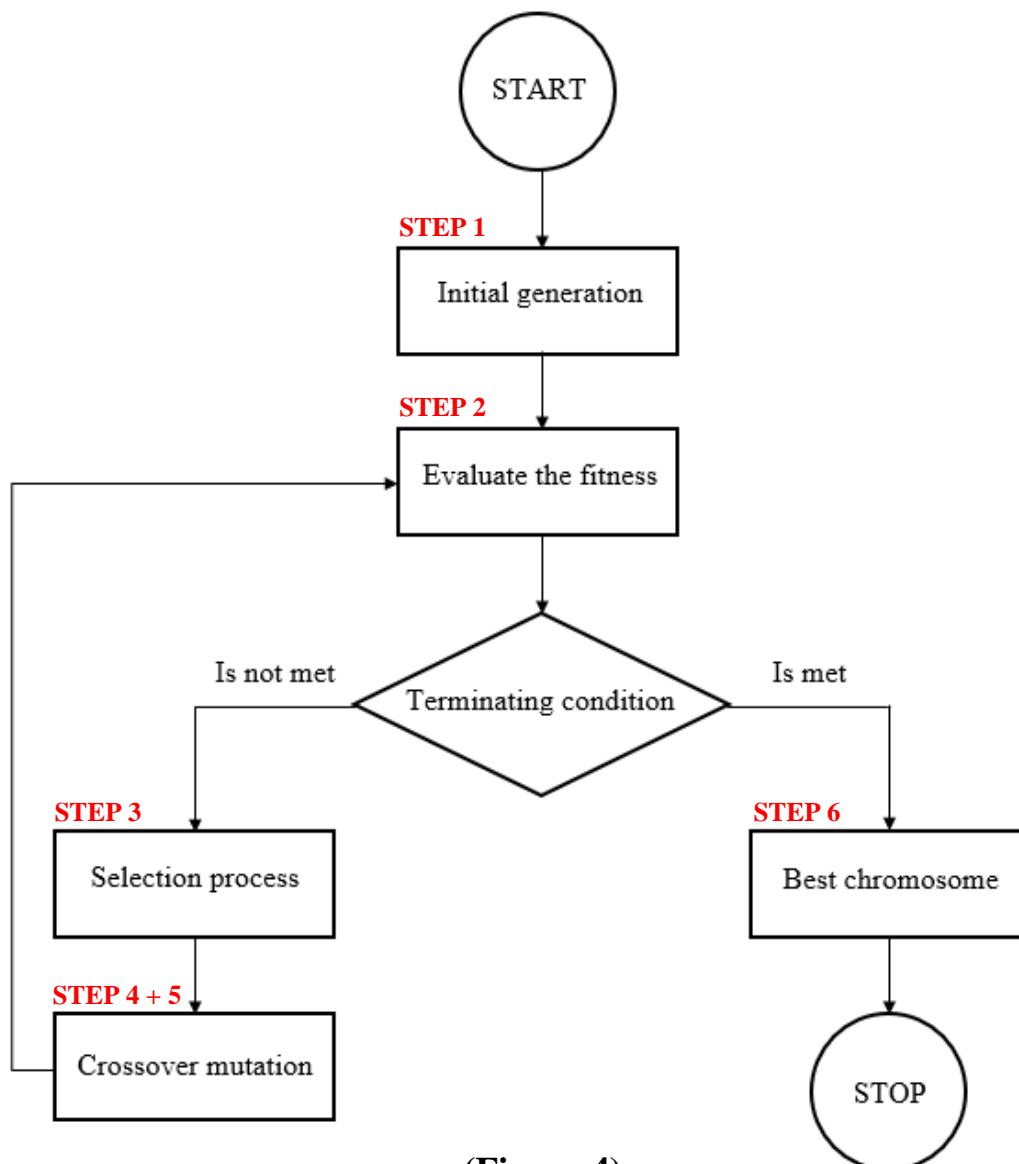 START
STEP 1
Initial generation
STEP 2
Evaluate the fitness
Is not met
Is met
Terminating condition
STEP 3
STEP 6
Selection process
Best chromosome
STEP 4 + 5
Crossover mutation
STOP